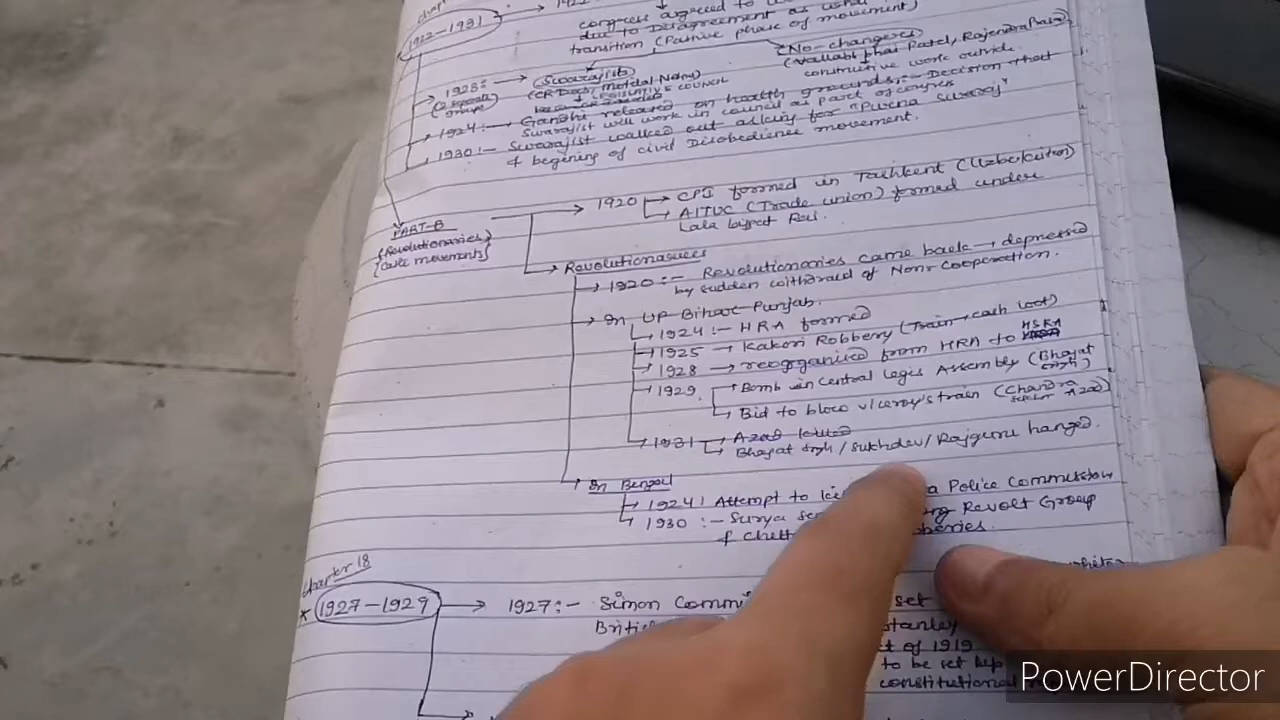 1922-1931
congress agreed to
due to Disagreement as
transition (Passive phase of movement)
(No-changers)
(Vallabh bhai Patel, Rajendra Prasad)
constructive work outside
1923:- Swarajists
(CR Das, Motilal Nehru)
LEGISLATIVE COUNCIL
1924:- Gandhi released on health grounds:- Decision that
Swarajist will work in council as part of congress
1930:- Swarajist walked out asking for "Purna Swaraj"
& begening of civil Disobedience movement.
PART-B
(Revolutionaries)
1920 CPI formed in Tashkent (Uzbekistan)
AITUC (Trade union) formed under
Lala lajpat Rai.
Revolutionaries
1920:- Revolutionaries came back → depressed
by sudden withdrawal of Non-Cooperation.
In UP Bihar Punjab.
1924:- HRA formed
1925 → Kakori Robbery (Train → cash loot)
1928 → reorganised from HRA to HSRA
1929 Bomb in central legis Assembly (Bhagat Singh)
Bid to blow viceroy's train (Chandra
1931 Azad killed
Bhagat Singh/Sukhdev/Rajguru hanged.
In Bengal
1924: Attempt to a Police Commission
1930:- Surya Revolt Group
&
Chapter 18
* 1927-1929 → 1927:- Simon Commi set
Briti
of 1919
to be set up
constitutional
PowerDirector